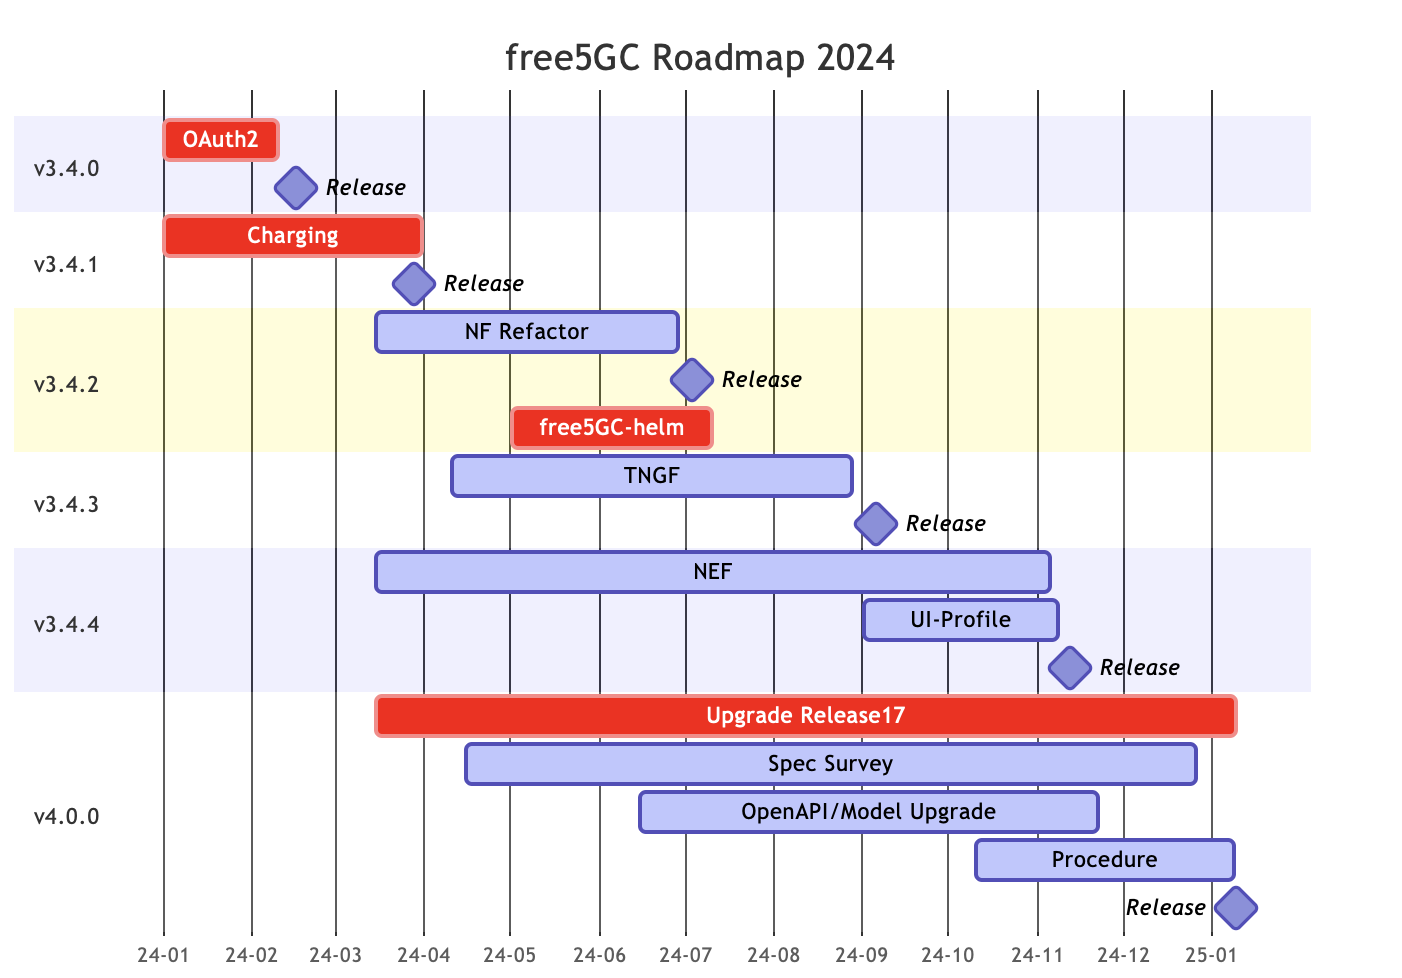 free5GC Roadmap 2024
OAuth2
v3.4.0
Release
Charging
v3.4.1
Release
NF Refactor
v3.4.2
Release
free5GC-helm
TNGF
v3.4.3
Release
NEF
v3.4.4
UI-Profile
Release
Upgrade Release17
Spec Survey
v4.0.0
OpenAPI/Model Upgrade
Procedure
Release
24-01 24-02 24-03 24-04 24-05 24-06 24-07 24-08 24-09 24-10 24-11 24-12 25-01